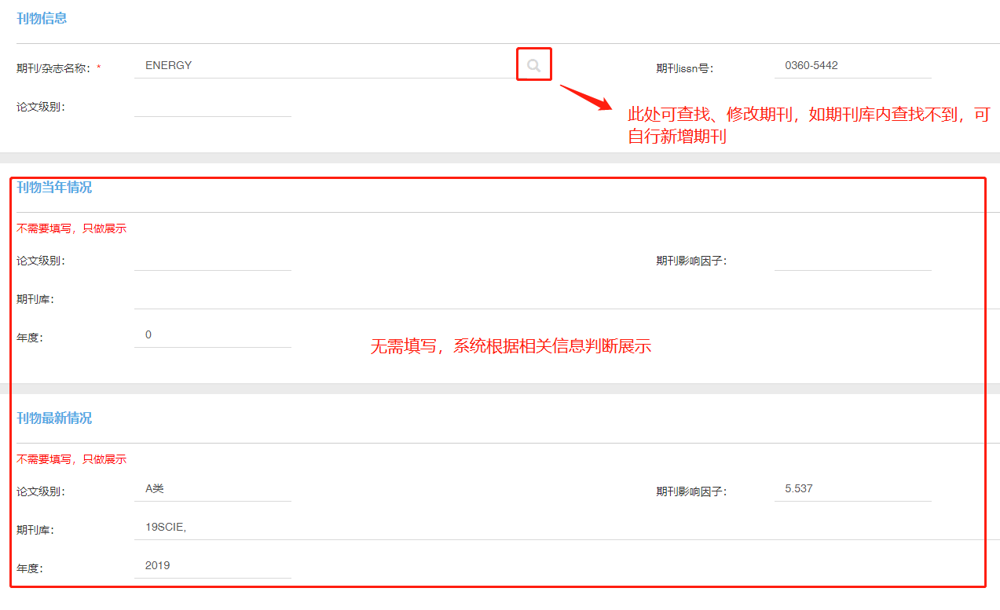 刊物信息
期刊/杂志名称：* ENERGY 期刊issn号： 0360-5442
论文级别：
此处可查找、修改期刊，如期刊库内查找不到，可
自行新增期刊
刊物当年情况
不需要填写，只做展示
论文级别： 期刊影响因子：
期刊库：
年度： 0
无需填写，系统根据相关信息判断展示
刊物最新情况
不需要填写，只做展示
论文级别： A类 期刊影响因子： 5.537
期刊库： 19SCIE,
年度： 2019